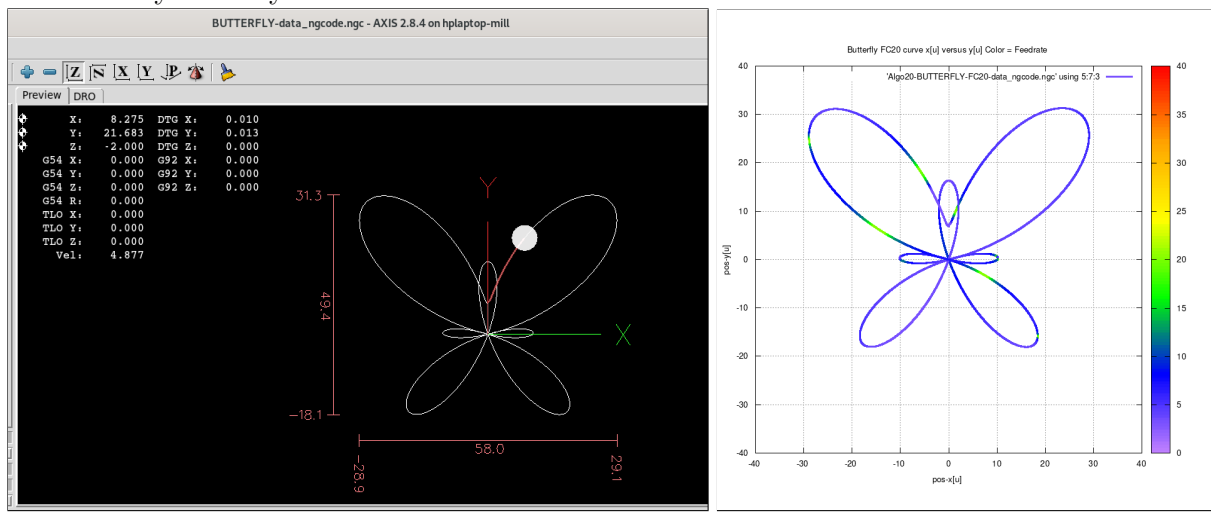 BUTTERFLY-data_ngcode.ngc - AXIS 2.8.4 on hplaptop-mill
Z N X Y P
Preview DRO
X: 8.275 DTG X: 0.010
Y: 21.683 DTG Y: 0.013
Z: -2.000 DTG Z: 0.000
G54 X: 0.000 G92 X: 0.000
G54 Y: 0.000 G92 Y: 0.000
G54 Z: 0.000 G92 Z: 0.000
G54 R: 0.000
TLO X: 0.000
TLO Y: 0.000
TLO Z: 0.000
Vel: 4.877
Y
31.3
49.4
X
-18.1
58.0
-28.9
29.1
Butterfly FC20 curve x[u] versus y[u] Color = Feedrate
'Algo20-BUTTERFLY-FC20-data_ngcode.ngc' using 5:7:3
40
30
20
10
0
-10
-20
-30
-40
pos-y[u]
-40 -30 -20 -10 0 10 20 30 40
pos-x[u]
40
35
30
25
20
15
10
5
0